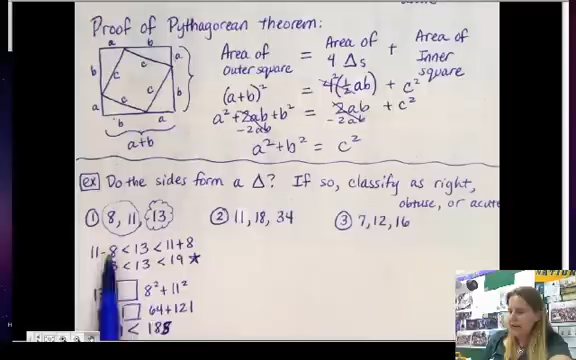 Proof of Pythagorean theorem:
a b
b c c a
a c c b
b a
a+b
Area of Outer square = Area of 4 Δs + Area of Inner square
(a+b)² = 4²(½ab) + c²
a² + 2ab + b² = 2ab + c²
-2ab -2ab
a² + b² = c²
ex Do the sides form a Δ? If so, classify as right, obtuse, or acute
① 8, 11, 13 ② 11, 18, 34 ③ 7, 12, 16
11-8 < 13 < 11+8
< 13 < 19 ★
8² + 11²
64 + 121
< 185